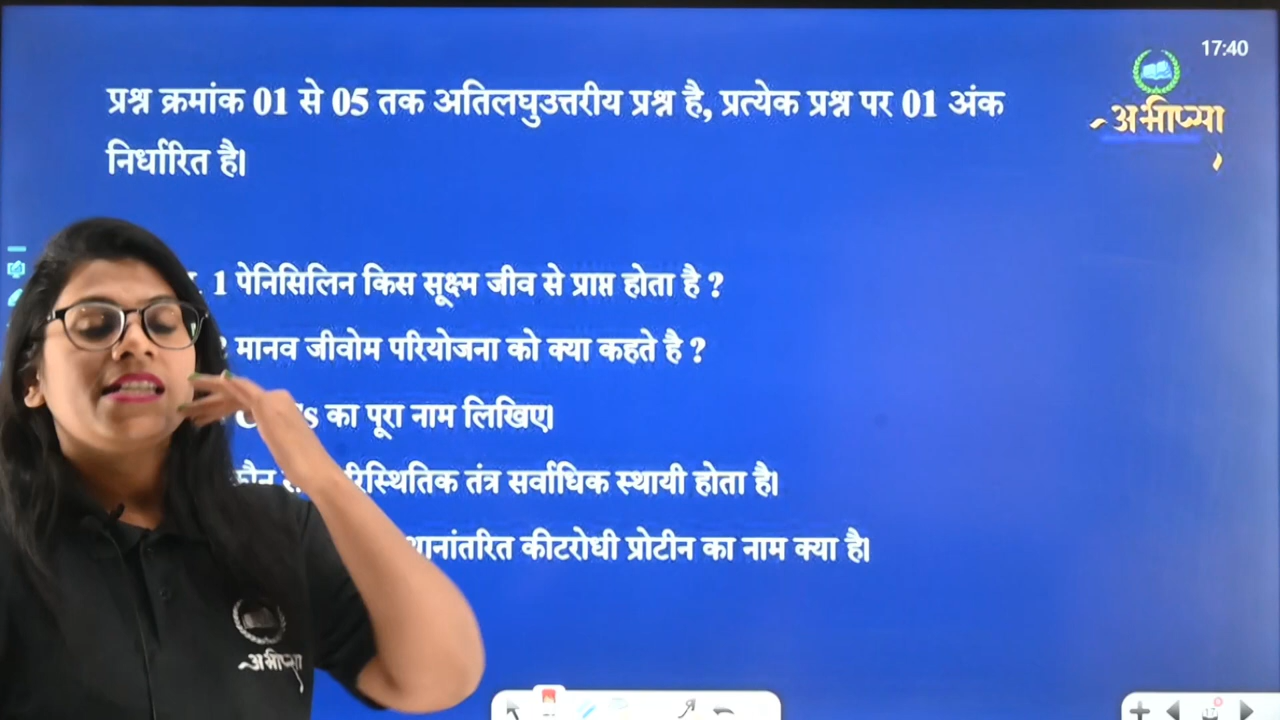 17:40
अभीप्सा
प्रश्न क्रमांक 01 से 05 तक अतिलघुउत्तरीय प्रश्न है, प्रत्येक प्रश्न पर 01 अंक
निर्धारित है।
1 पेनिसिलिन किस सूक्ष्म जीव से प्राप्त होता है ?
मानव जीवोम परियोजना को क्या कहते है ?
का पूरा नाम लिखिए।
तंत्र सर्वाधिक स्थायी होता है।
कीटरोधी प्रोटीन का नाम क्या है।
अभीप्सा